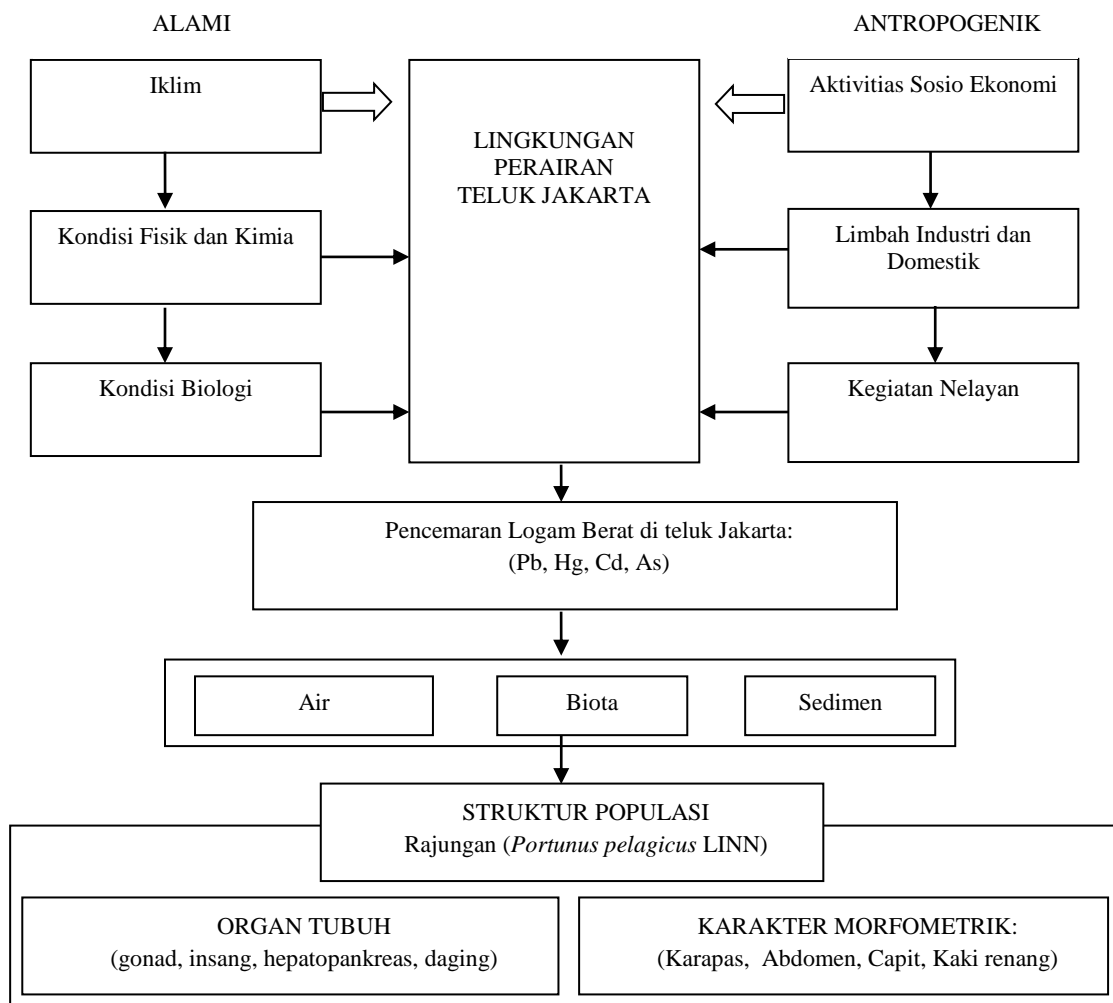 ALAMI
ANTROPOGENIK
Iklim
LINGKUNGAN
PERAIRAN
TELUK JAKARTA
Aktivitias Sosio Ekonomi
Kondisi Fisik dan Kimia
Limbah Industri dan
Domestik
Kondisi Biologi
Kegiatan Nelayan
Pencemaran Logam Berat di teluk Jakarta:
(Pb, Hg, Cd, As)
Air
Biota
Sedimen
STRUKTUR POPULASI
Rajungan (Portunus pelagicus LINN)
ORGAN TUBUH
(gonad, insang, hepatopankreas, daging)
KARAKTER MORFOMETRIK:
(Karapas, Abdomen, Capit, Kaki renang)